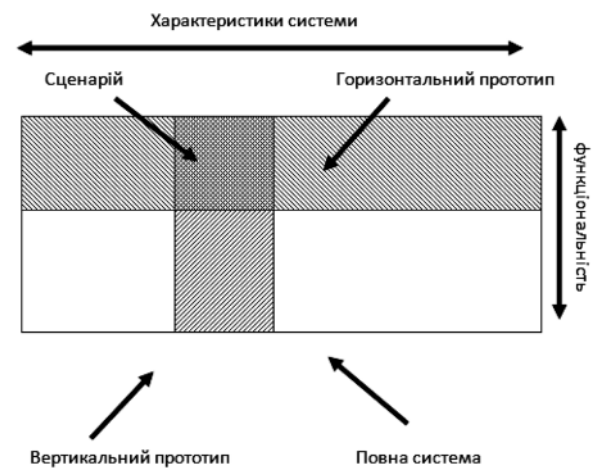 Характеристики системи
Сценарій
Горизонтальний прототип
функціональність
Вертикальний прототип
Повна система